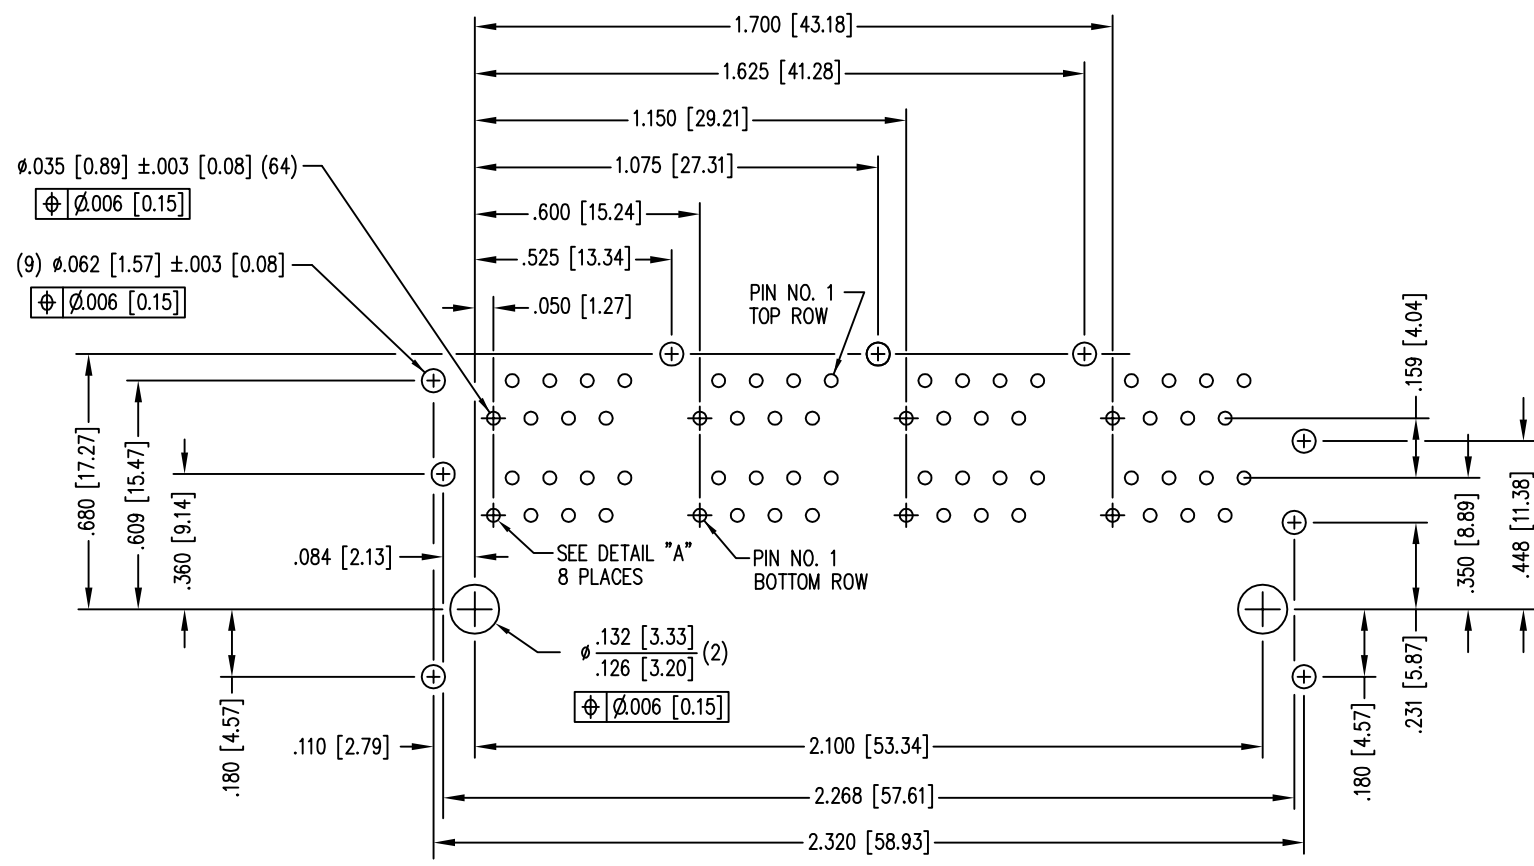 1.700 [43.18]
1.625 [41.28]
1.150 [29.21]
1.075 [27.31]
ø.035 [0.89] ±.003 [0.08] (64)
⌖ Ø.006 [0.15]
.600 [15.24]
.525 [13.34]
(9) ø.062 [1.57] ±.003 [0.08]
⌖ Ø.006 [0.15]
.050 [1.27]
PIN NO. 1
TOP ROW
.159 [4.04]
.680 [17.27]
.609 [15.47]
.360 [9.14]
.084 [2.13]
SEE DETAIL "A"
8 PLACES
PIN NO. 1
BOTTOM ROW
.350 [8.89]
.448 [11.38]
ø .132 [3.33]
.126 [3.20] (2)
⌖ Ø.006 [0.15]
.231 [5.87]
.180 [4.57]
.180 [4.57]
.110 [2.79]
2.100 [53.34]
2.268 [57.61]
2.320 [58.93]